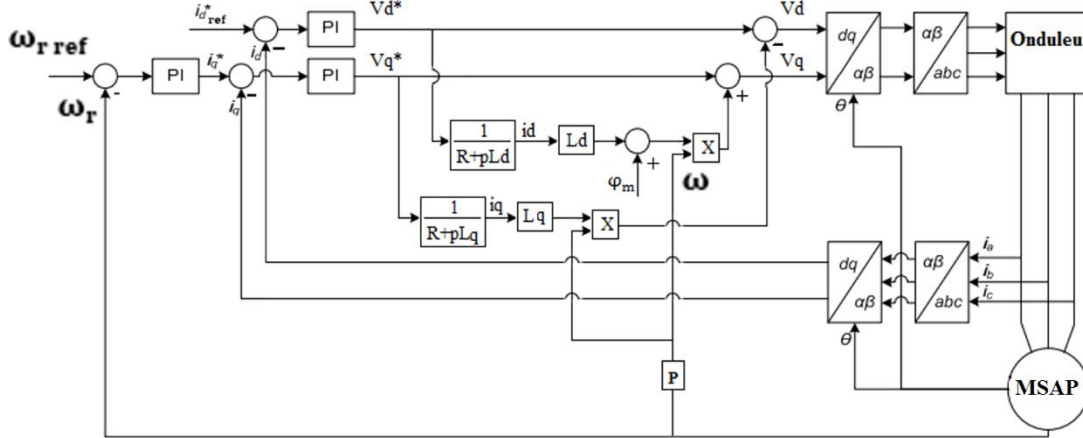 i*d ref
PI
Vd*
Vd
dq
αβ
αβ
abc
Onduleur
ωr ref
iq*
id
PI
PI
Vq*
Vq
ωr
-
iq
θ
1
R+pLd
id
Ld
+
X
+
φm
ω
1
R+pLq
iq
Lq
X
dq
αβ
θ
αβ
abc
ia
ib
ic
P
MSAP